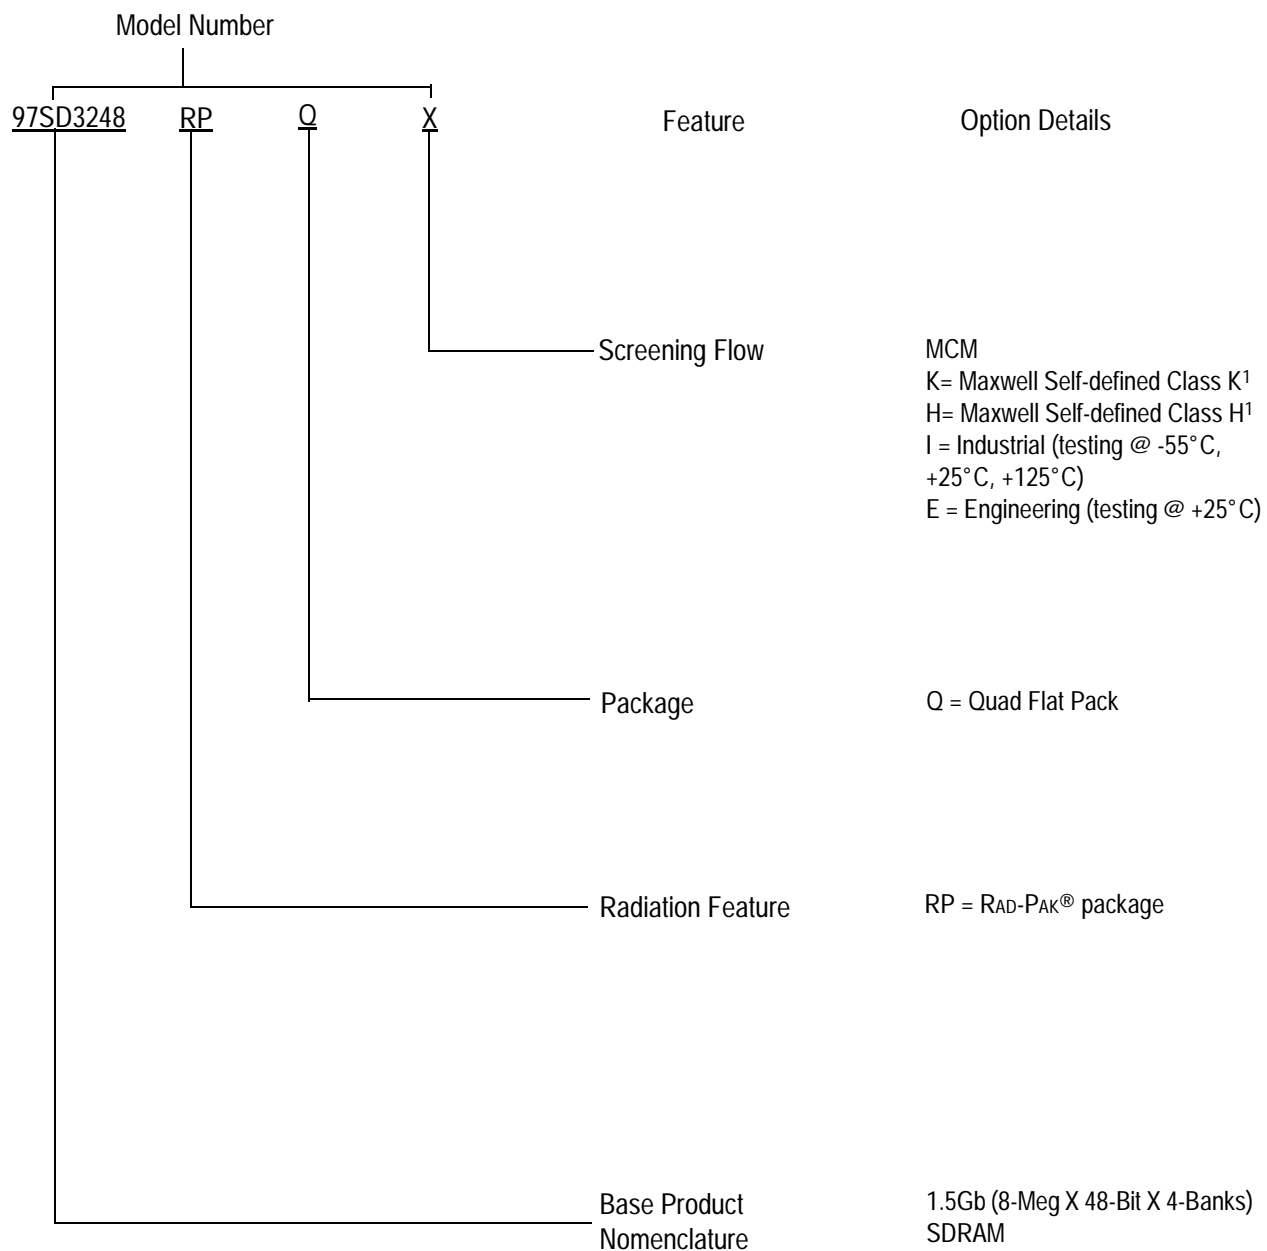 Model Number
97SD3248 RP Q X Feature Option Details
Screening Flow MCM
K= Maxwell Self-defined Class K1
H= Maxwell Self-defined Class H1
I = Industrial (testing @ -55°C,
+25°C, +125°C)
E = Engineering (testing @ +25°C)
Package Q = Quad Flat Pack
Radiation Feature RP = RAD-PAK® package
Base Product 1.5Gb (8-Meg X 48-Bit X 4-Banks)
Nomenclature SDRAM